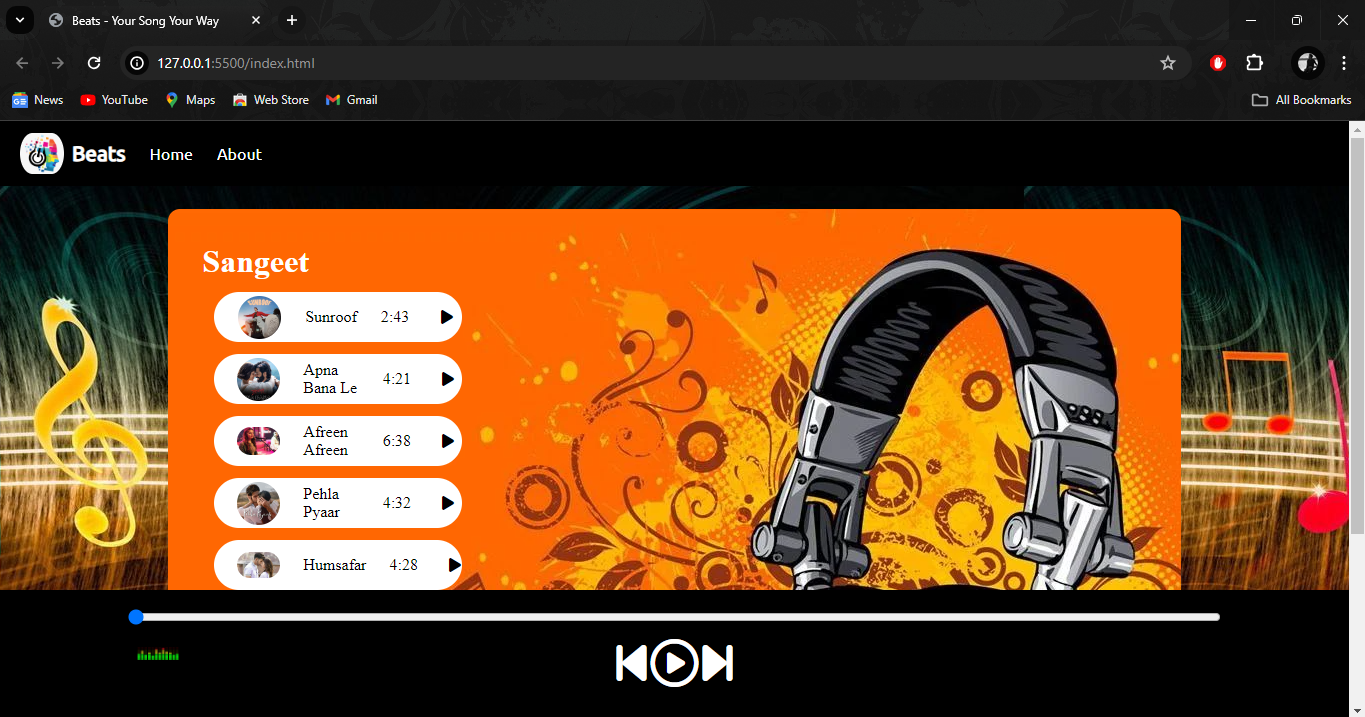 Beats - Your Song Your Way
127.0.0.1:5500/index.html
News YouTube Maps Web Store Gmail All Bookmarks
Beats Home About
Sangeet
Sunroof 2:43
Apna
Bana Le 4:21
Afreen
Afreen 6:38
Pehla
Pyaar 4:32
Humsafar 4:28